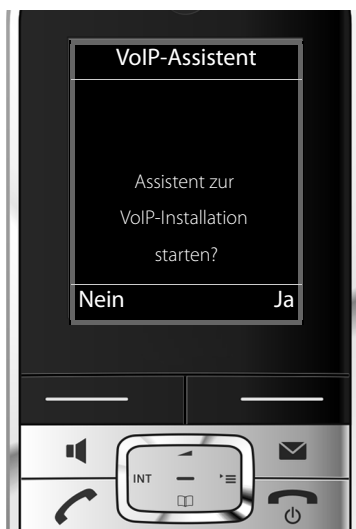 VoIP-Assistent
Assistent zur
VoIP-Installation
starten?
Nein Ja
INT